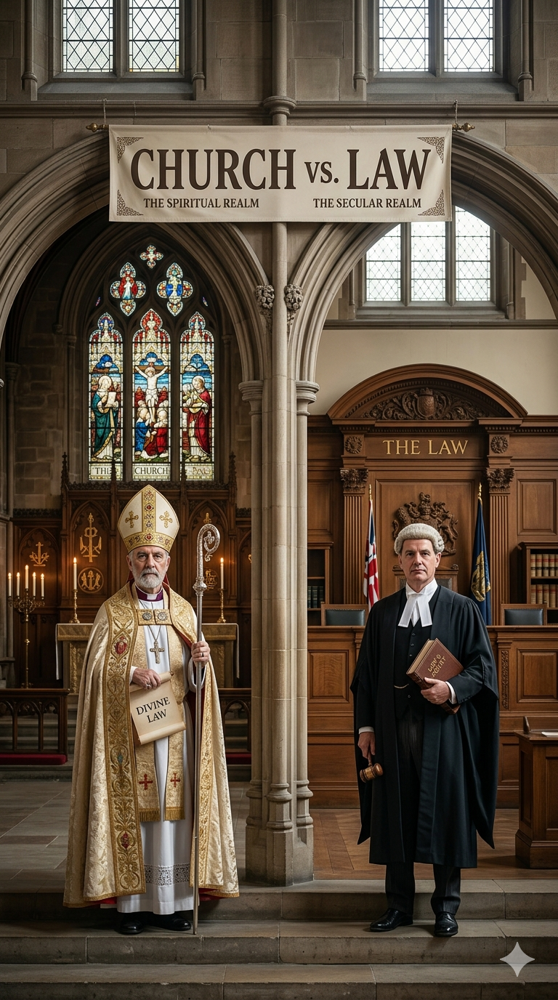 CHURCH VS. LAW
THE SPIRITUAL REALM
THE SECULAR REALM
THE CHURCH
THE LAW
DIVINE
LAW